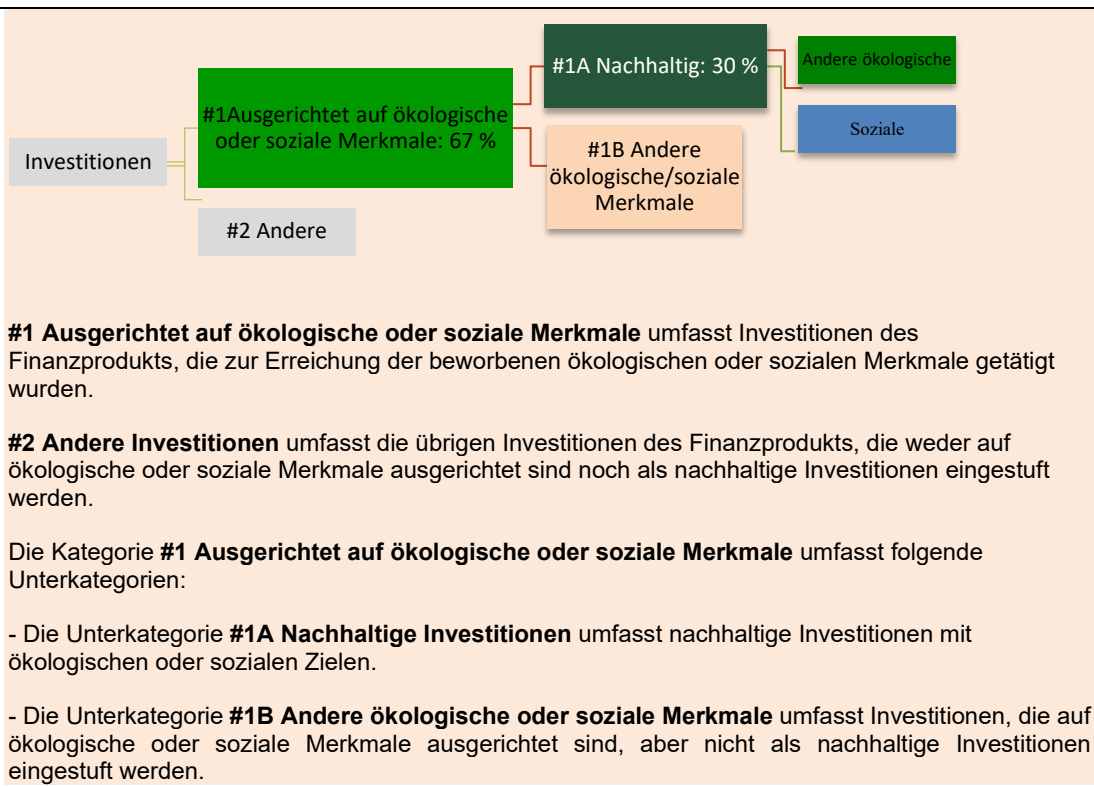 Investitionen
#1Ausgerichtet auf ökologische
oder soziale Merkmale: 67 %
#2 Andere
#1A Nachhaltig: 30 %
#1B Andere
ökologische/soziale
Merkmale
Andere ökologische
Soziale
#1 Ausgerichtet auf ökologische oder soziale Merkmale umfasst Investitionen des
Finanzprodukts, die zur Erreichung der beworbenen ökologischen oder sozialen Merkmale getätigt
wurden.
#2 Andere Investitionen umfasst die übrigen Investitionen des Finanzprodukts, die weder auf
ökologische oder soziale Merkmale ausgerichtet sind noch als nachhaltige Investitionen eingestuft
werden.
Die Kategorie #1 Ausgerichtet auf ökologische oder soziale Merkmale umfasst folgende
Unterkategorien:
- Die Unterkategorie #1A Nachhaltige Investitionen umfasst nachhaltige Investitionen mit
ökologischen oder sozialen Zielen.
- Die Unterkategorie #1B Andere ökologische oder soziale Merkmale umfasst Investitionen, die auf
ökologische oder soziale Merkmale ausgerichtet sind, aber nicht als nachhaltige Investitionen
eingestuft werden.